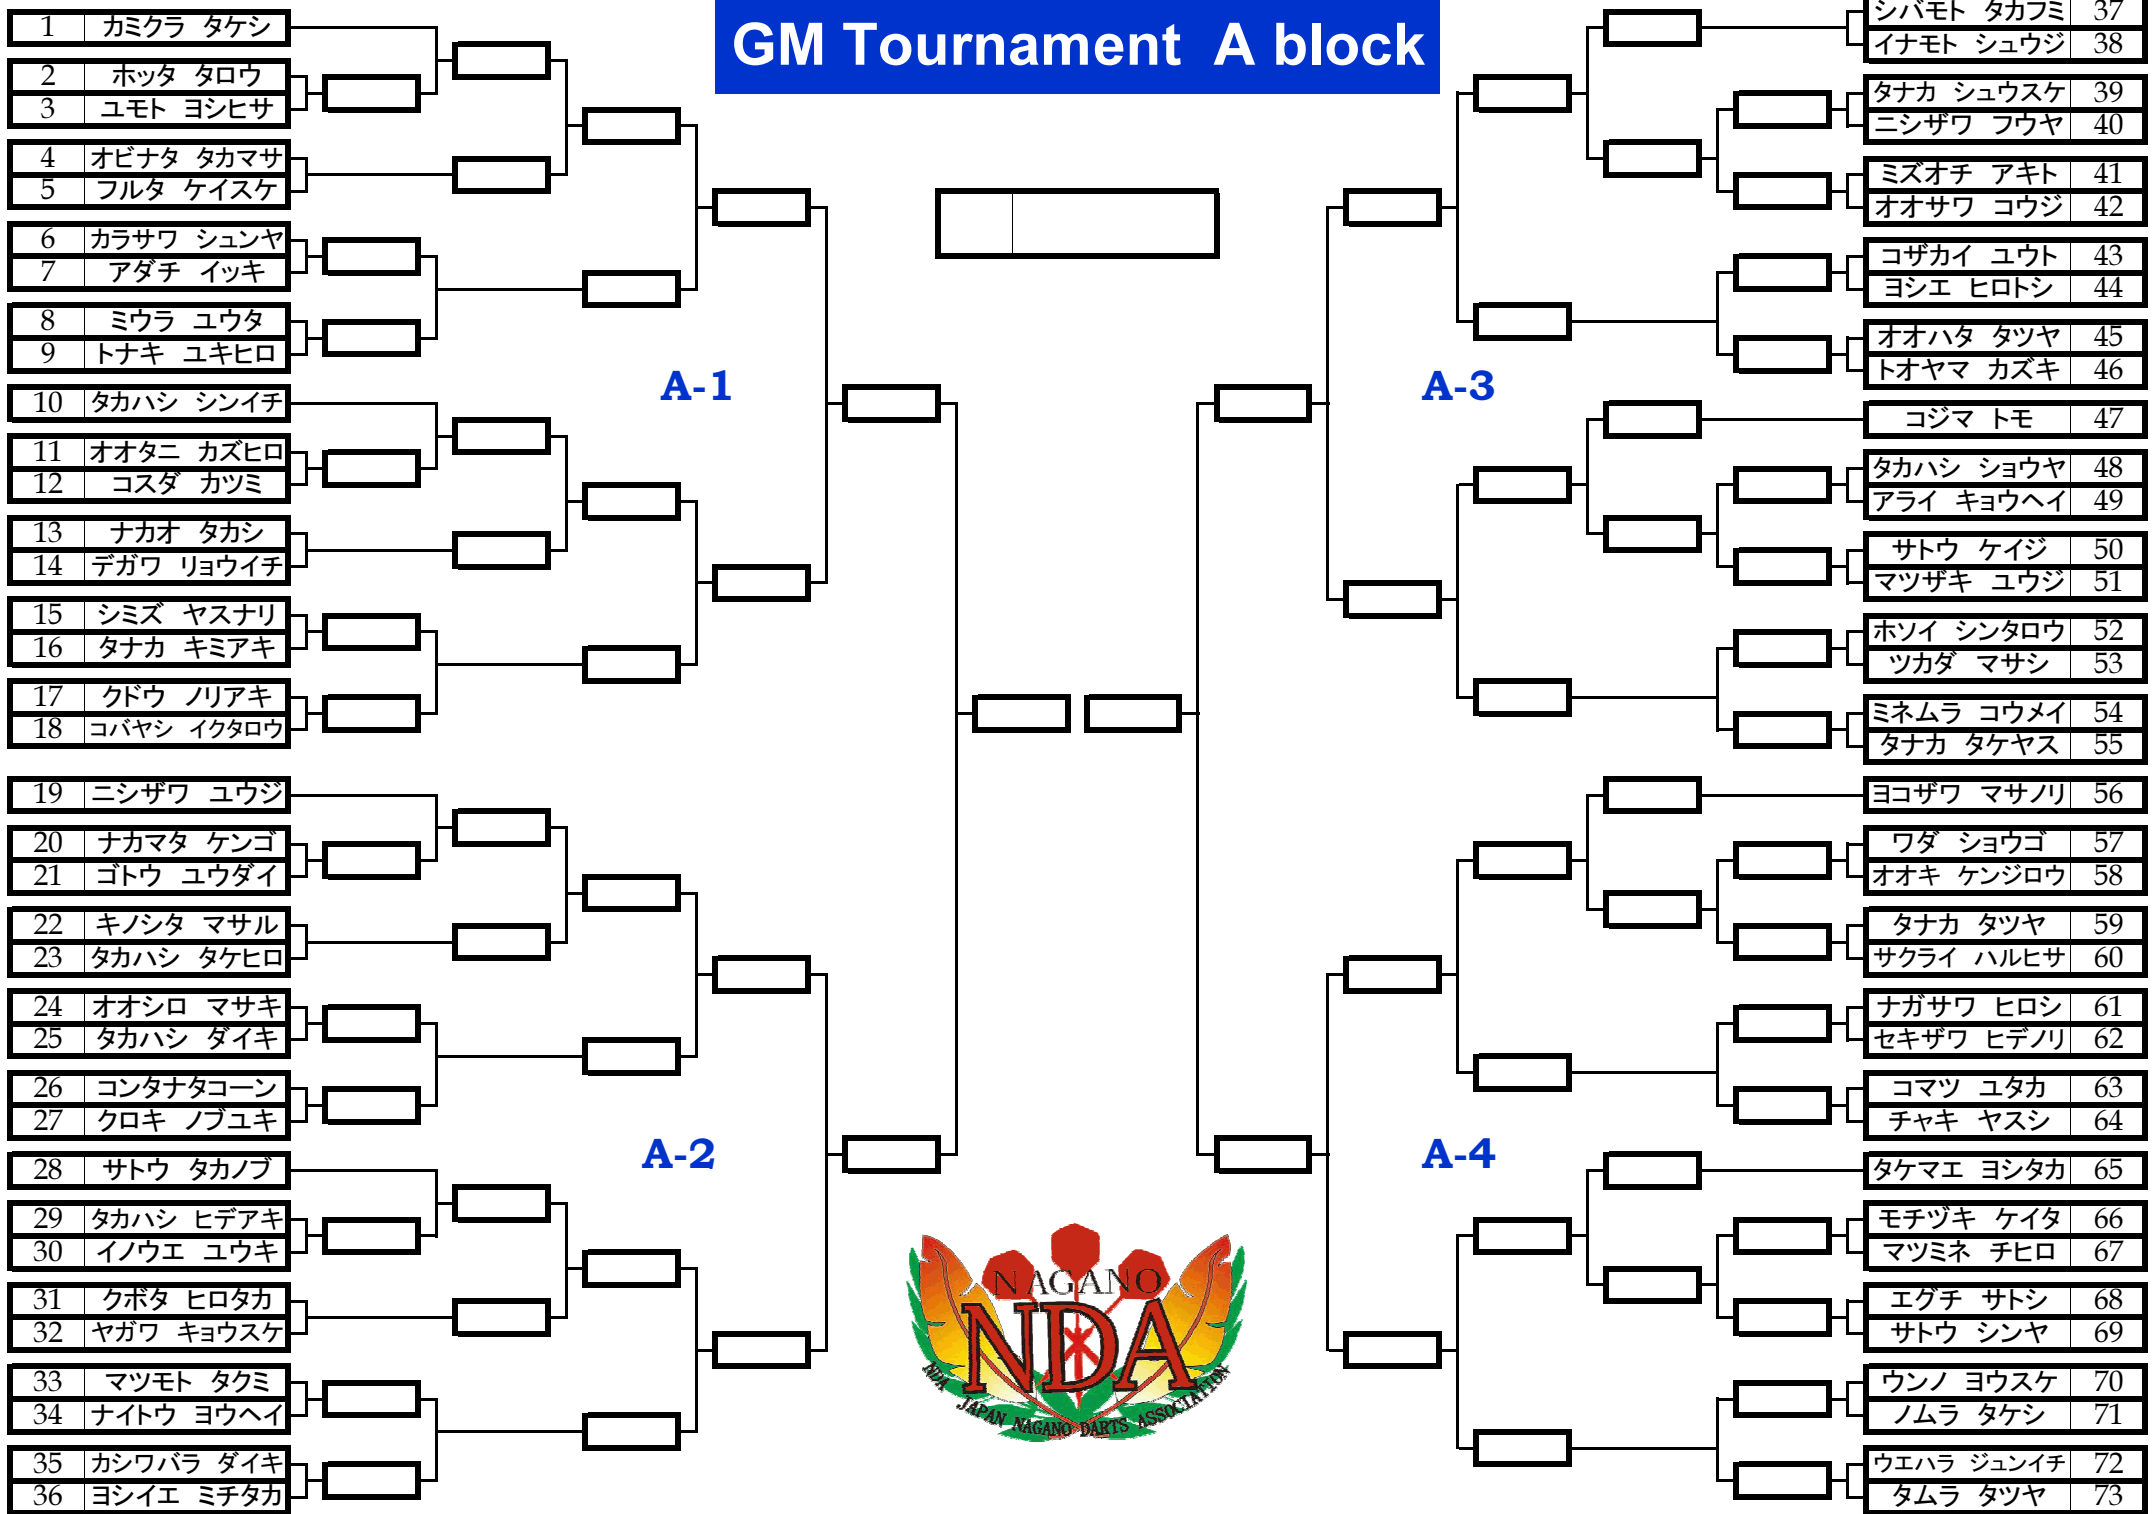 GM Tournament A block
1 カミクラ タケシ
2 ホッタ タロウ
3 ユモト ヨシヒサ
4 オビナタ タカマサ
5 フルタ ケイスケ
6 カラサワ シュンヤ
7 アダチ イッキ
8 ミウラ ユウタ
9 トナキ ユキヒロ
10 タカハシ シンイチ
11 オオタニ カズヒロ
12 コスダ カツミ
13 ナカオ タカシ
14 デガワ リョウイチ
15 シミズ ヤスナリ
16 タナカ キミアキ
17 クドウ ノリアキ
18 コバヤシ イクタロウ
A-1
19 ニシザワ ユウジ
20 ナカマタ ケンゴ
21 ゴトウ ユウダイ
22 キノシタ マサル
23 タカハシ タケヒロ
24 オオシロ マサキ
25 タカハシ ダイキ
26 コンタナタコーン
27 クロキ ノブユキ
28 サトウ タカノブ
29 タカハシ ヒデアキ
30 イノウエ ユウキ
31 クボタ ヒロタカ
32 ヤガワ キョウスケ
33 マツモト タクミ
34 ナイトウ ヨウヘイ
35 カシワバラ ダイキ
36 ヨシイエ ミチタカ
A-2
シバモト タカフミ 37
イナモト シュウジ 38
タナカ シュウスケ 39
ニシザワ フウヤ 40
ミズオチ アキト 41
オオサワ コウジ 42
コザカイ ユウト 43
ヨシエ ヒロトシ 44
オオハタ タツヤ 45
トオヤマ カズキ 46
コジマ トモ 47
タカハシ ショウヤ 48
アライ キョウヘイ 49
サトウ ケイジ 50
マツザキ ユウジ 51
ホソイ シンタロウ 52
ツカダ マサシ 53
ミネムラ コウメイ 54
タナカ タケヤス 55
A-3
ヨコザワ マサノリ 56
ワダ ショウゴ 57
オオキ ケンジロウ 58
タナカ タツヤ 59
サクライ ハルヒサ 60
ナガサワ ヒロシ 61
セキザワ ヒデノリ 62
コマツ ユタカ 63
チャキ ヤスシ 64
タケマエ ヨシタカ 65
モチヅキ ケイタ 66
マツミネ チヒロ 67
エグチ サトシ 68
サトウ シンヤ 69
ウンノ ヨウスケ 70
ノムラ タケシ 71
ウエハラ ジュンイチ 72
タムラ タツヤ 73
A-4
NAGANO
NDA
NDA JAPAN NAGANO DARTS ASSOCIATION